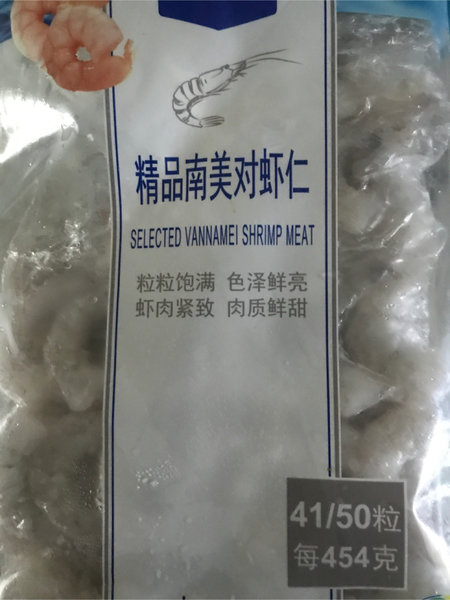 精品南美对虾仁
SELECTED VANNAMEI SHRIMP MEAT
粒粒饱满 色泽鲜亮
虾肉紧致 肉质鲜甜
41/50粒
每454克